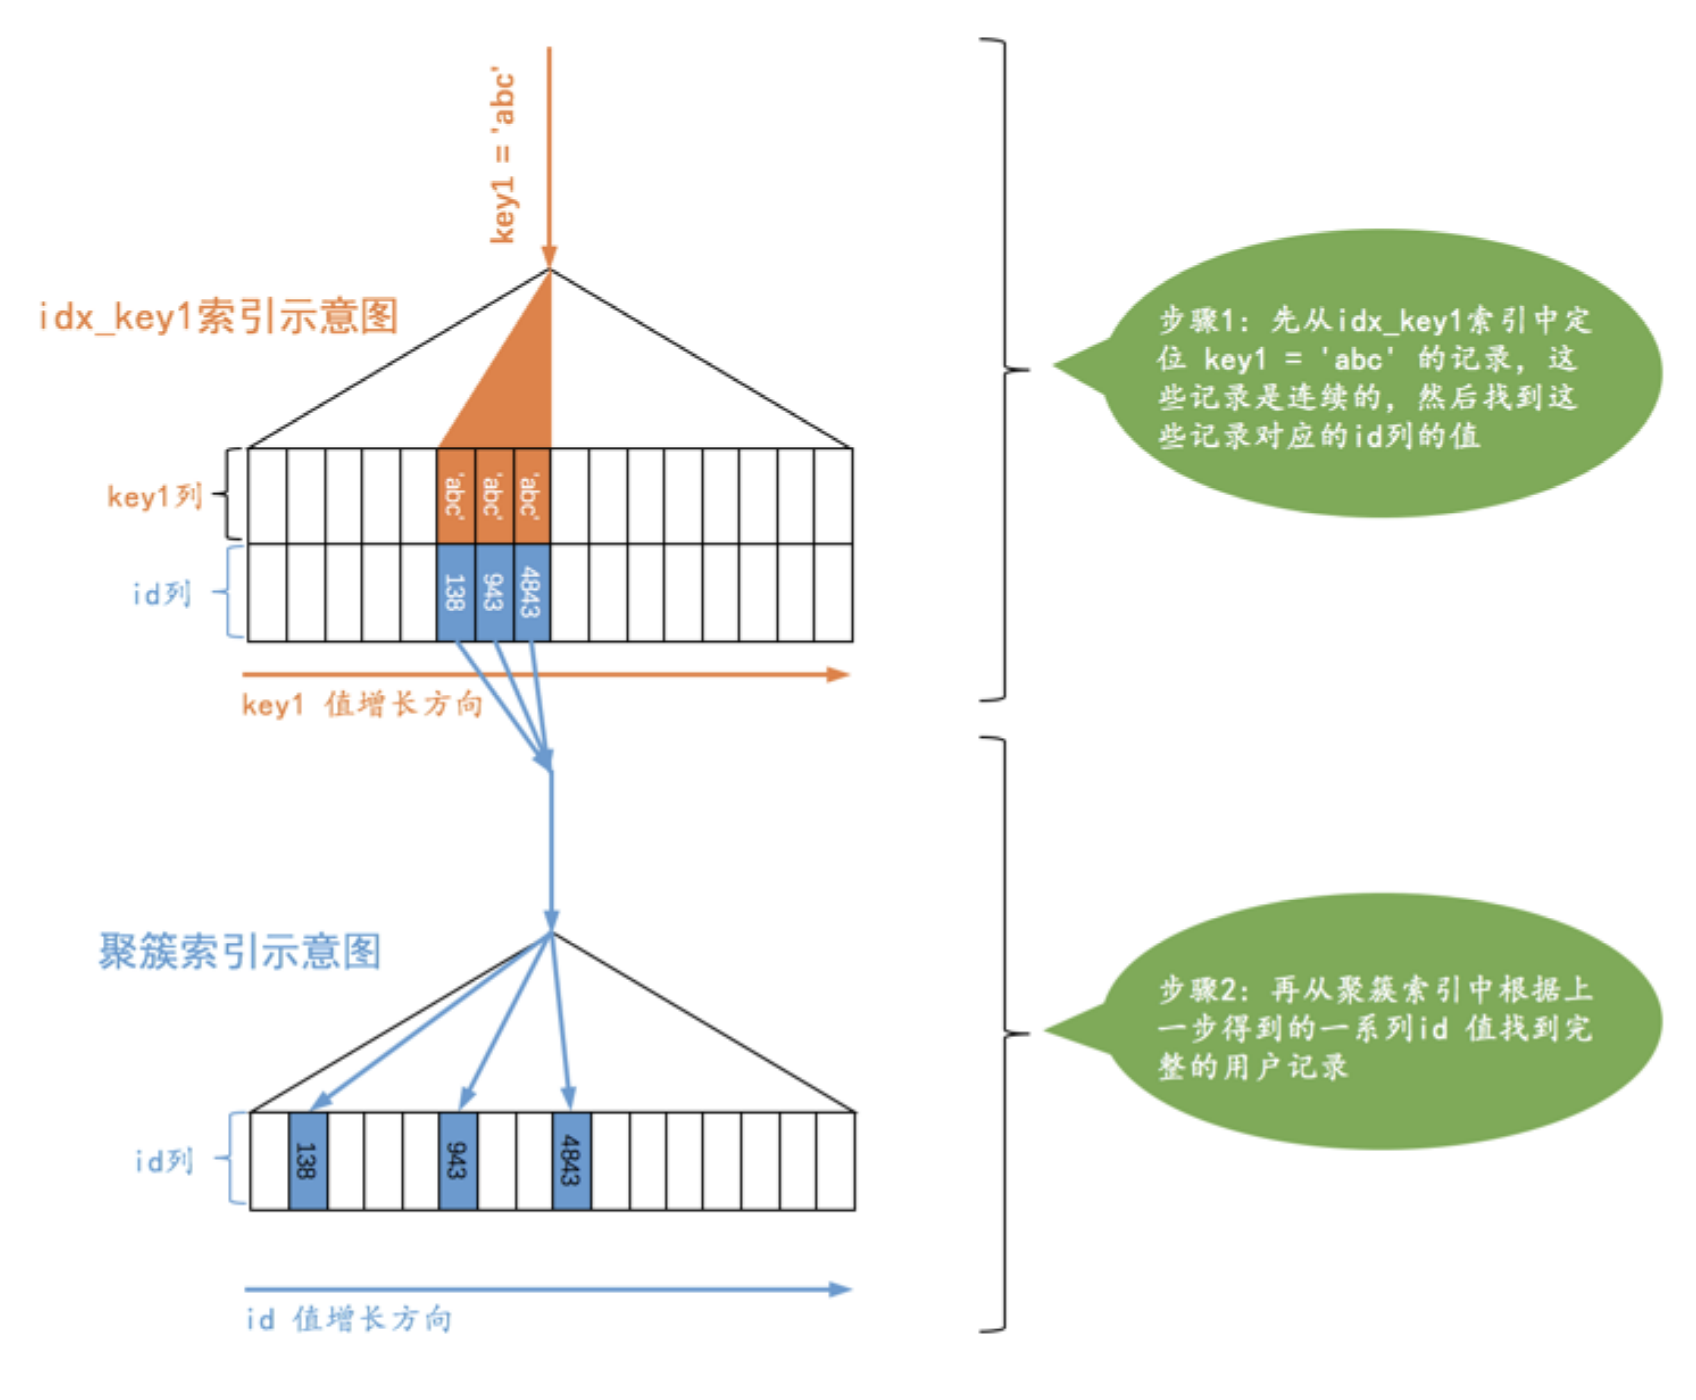 key1 = 'abc'
idx_key1索引示意图
key1列
'abc'
'abc'
'abc'
id列
138
943
4843
key1 值增长方向
步骤1: 先从idx_key1索引中定
位 key1 = 'abc' 的记录, 这
些记录是连续的, 然后找到这
些记录对应的id列的值
聚簇索引示意图
id列
138
943
4843
id 值增长方向
步骤2: 再从聚簇索引中根据上
一步得到的一系列id 值找到完
整的用户记录